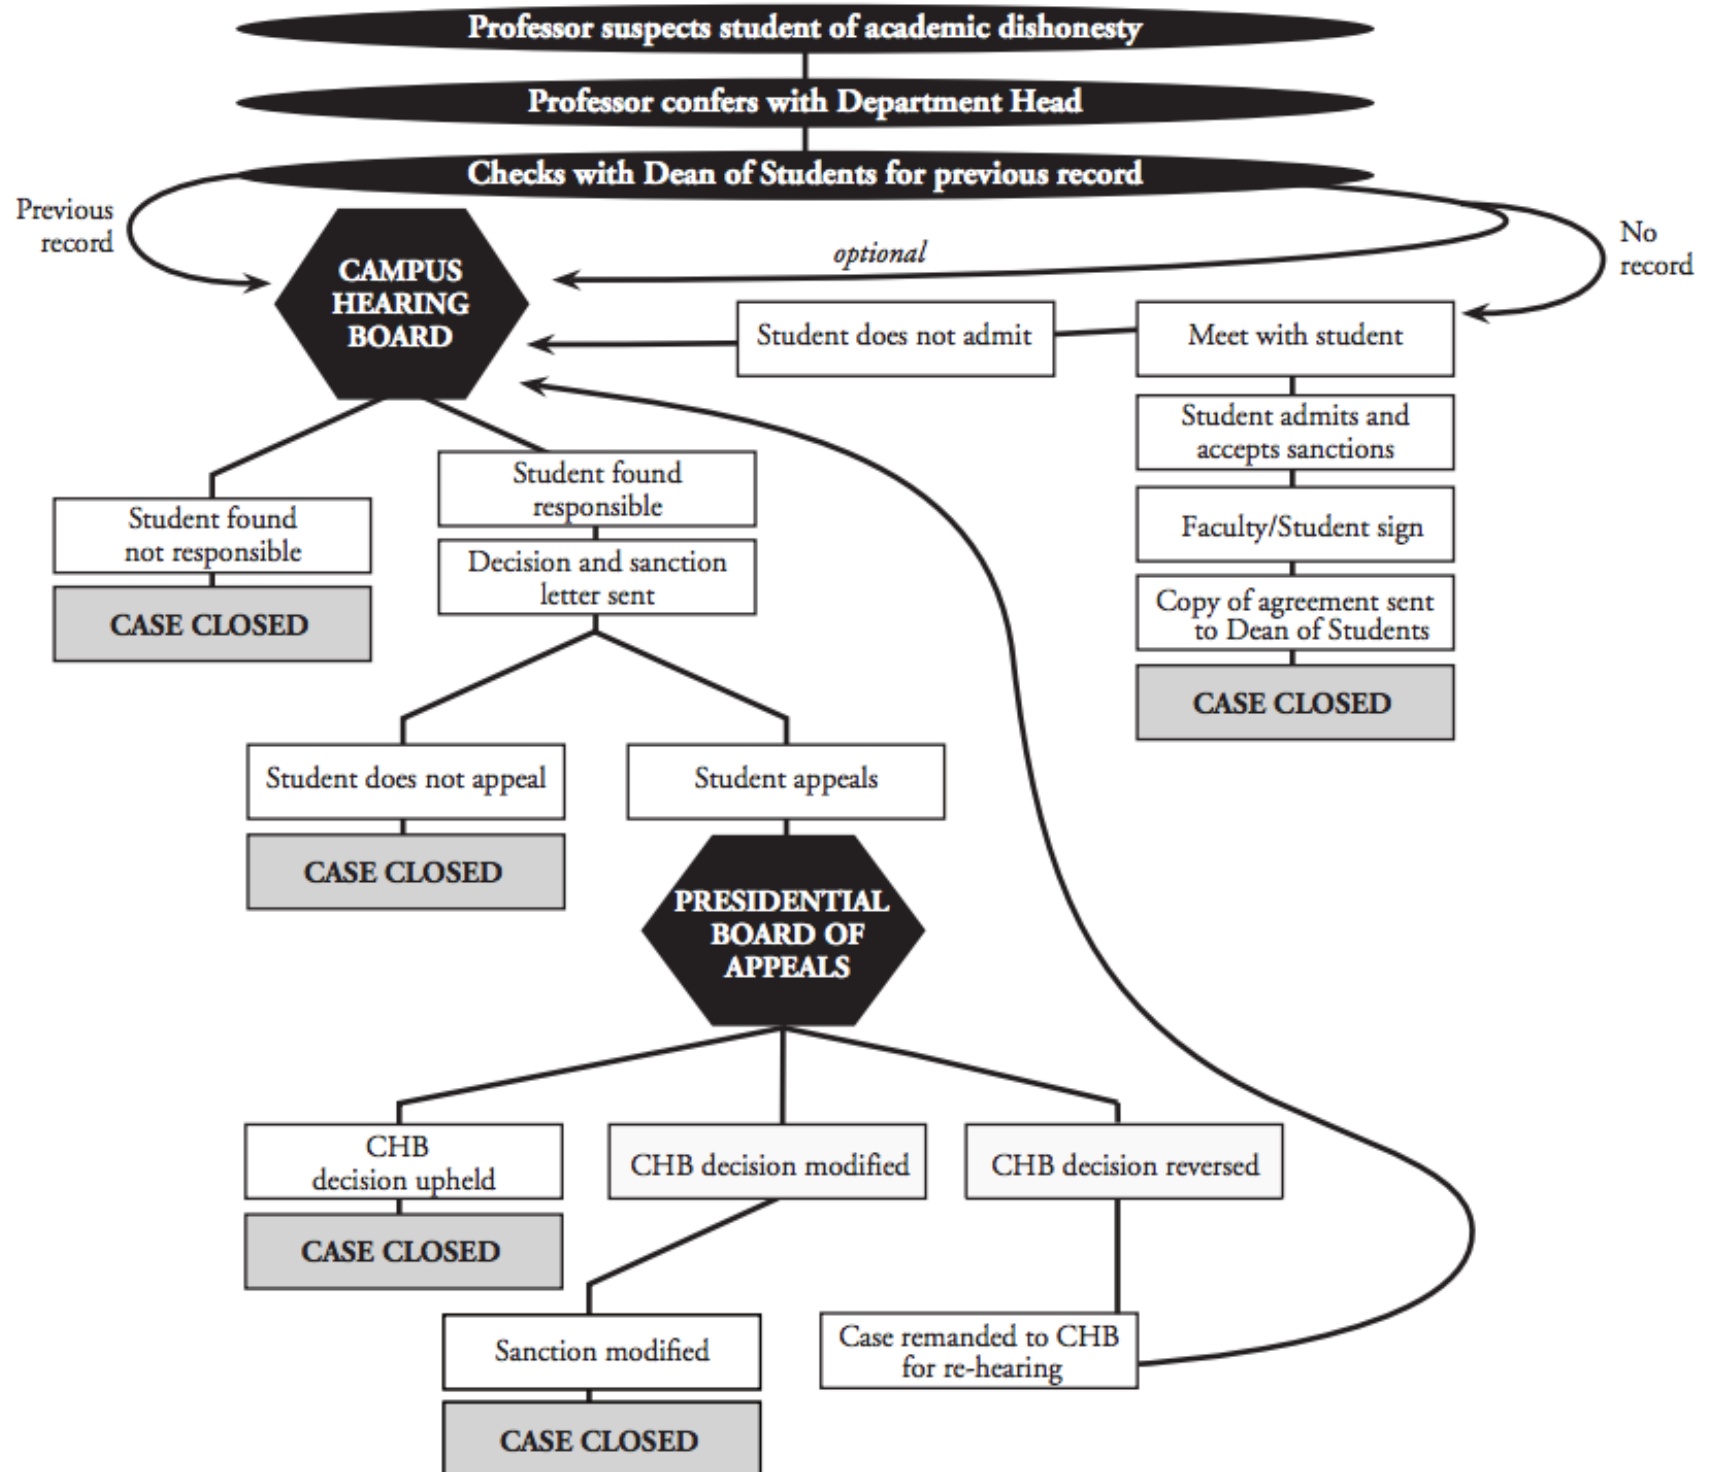 Professor suspects student of academic dishonesty
Professor confers with Department Head
Checks with Dean of Students for previous record
Previous
record
No
record
optional
CAMPUS
HEARING
BOARD
Student does not admit
Meet with student
Student admits and
accepts sanctions
Faculty/Student sign
Copy of agreement sent
to Dean of Students
CASE CLOSED
Student found
not responsible
CASE CLOSED
Student found
responsible
Decision and sanction
letter sent
Student does not appeal
CASE CLOSED
Student appeals
PRESIDENTIAL
BOARD OF
APPEALS
CHB
decision upheld
CASE CLOSED
CHB decision modified
Sanction modified
CASE CLOSED
CHB decision reversed
Case remanded to CHB
for re-hearing